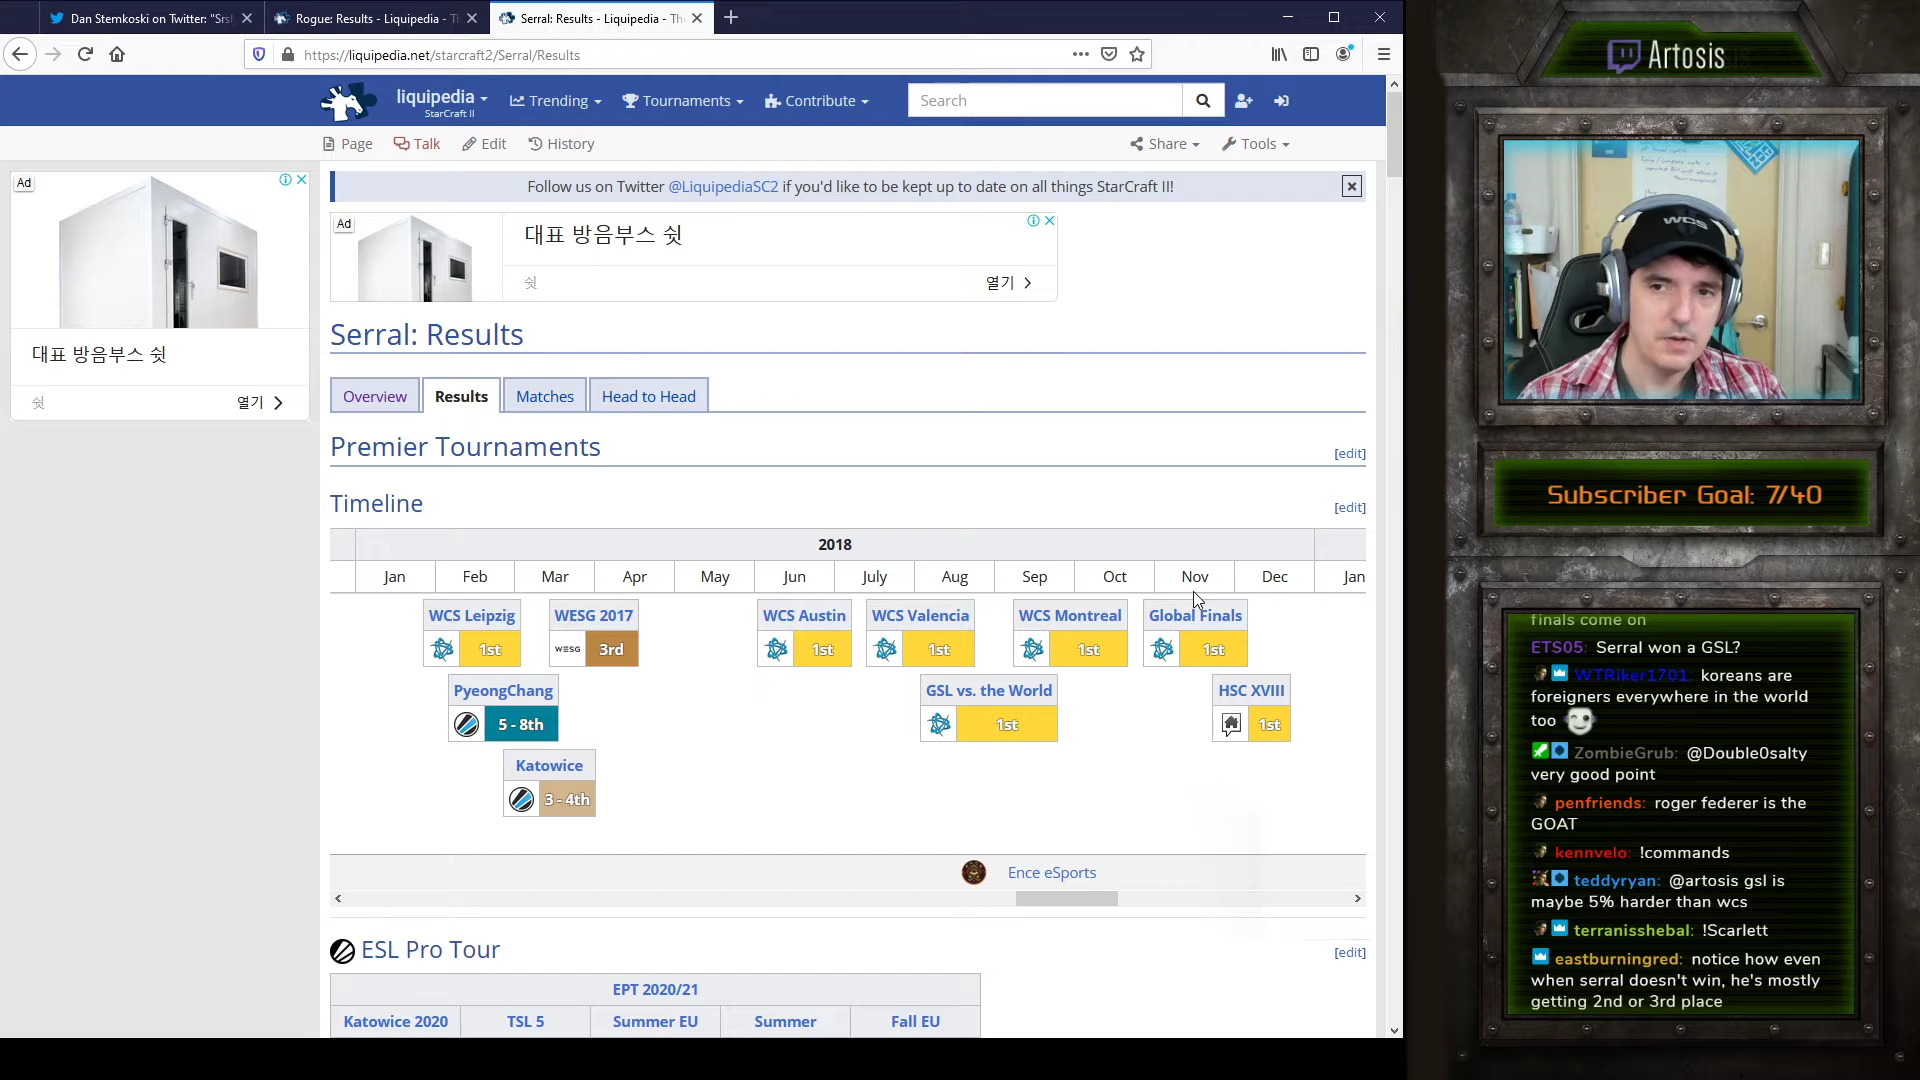 Dan Stemkoski on Twitter: "Srsl
Rogue: Results - Liquipedia - Th
Serral: Results - Liquipedia - The
https://liquipedia.net/starcraft2/Serral/Results
liquipedia
StarCraft II
Trending
Tournaments
Contribute
Search
Page
Talk
Edit
History
Share
Tools
Follow us on Twitter @LiquipediaSC2 if you'd like to be kept up to date on all things StarCraft II!
Ad
대표 방음부스 쉿
쉿
열기
Ad
대표 방음부스 쉿
쉿
열기
Serral: Results
Overview
Results
Matches
Head to Head
Premier Tournaments
[edit]
Timeline
[edit]
2018
Jan Feb Mar Apr May Jun July Aug Sep Oct Nov Dec Jan
WCS Leipzig
1st
WESG 2017
WESG
3rd
WCS Austin
1st
WCS Valencia
1st
WCS Montreal
1st
Global Finals
1st
PyeongChang
5 - 8th
GSL vs. the World
1st
HSC XVIII
1st
Katowice
3 - 4th
Ence eSports
ESL Pro Tour
[edit]
EPT 2020/21
Katowice 2020
TSL 5
Summer EU
Summer
Fall EU
Artosis
WCS
Subscriber Goal: 7/40
finals come on
ETS05: Serral won a GSL?
WTRiker1701: koreans are
foreigners everywhere in the world
too
ZombieGrub: @Double0salty
very good point
penfriends: roger federer is the
GOAT
kennvelo: !commands
teddyryan: @artosis gsl is
maybe 5% harder than wcs
terranisshebal: !Scarlett
eastburningred: notice how even
when serral doesn't win, he's mostly
getting 2nd or 3rd place